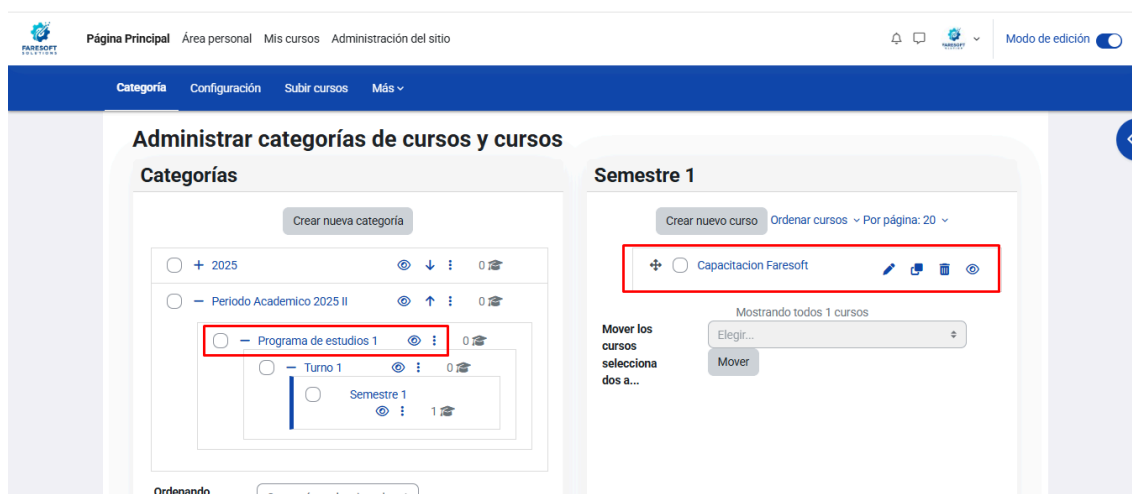 FARESOFT
SOLUTIONS
Página Principal Área personal Mis cursos Administración del sitio
FARESOFT
Modo de edición
Categoría Configuración Subir cursos Más
Administrar categorías de cursos y cursos
Categorías
Crear nueva categoría
2025 0
Periodo Academico 2025 II 0
Programa de estudios 1 0
Turno 1 0
Semestre 1
1
Ordenando
Semestre 1
Crear nuevo curso Ordenar cursos Por página: 20
Capacitacion Faresoft
Mostrando todos 1 cursos
Mover los
cursos
selecciona
dos a...
Elegir...
Mover